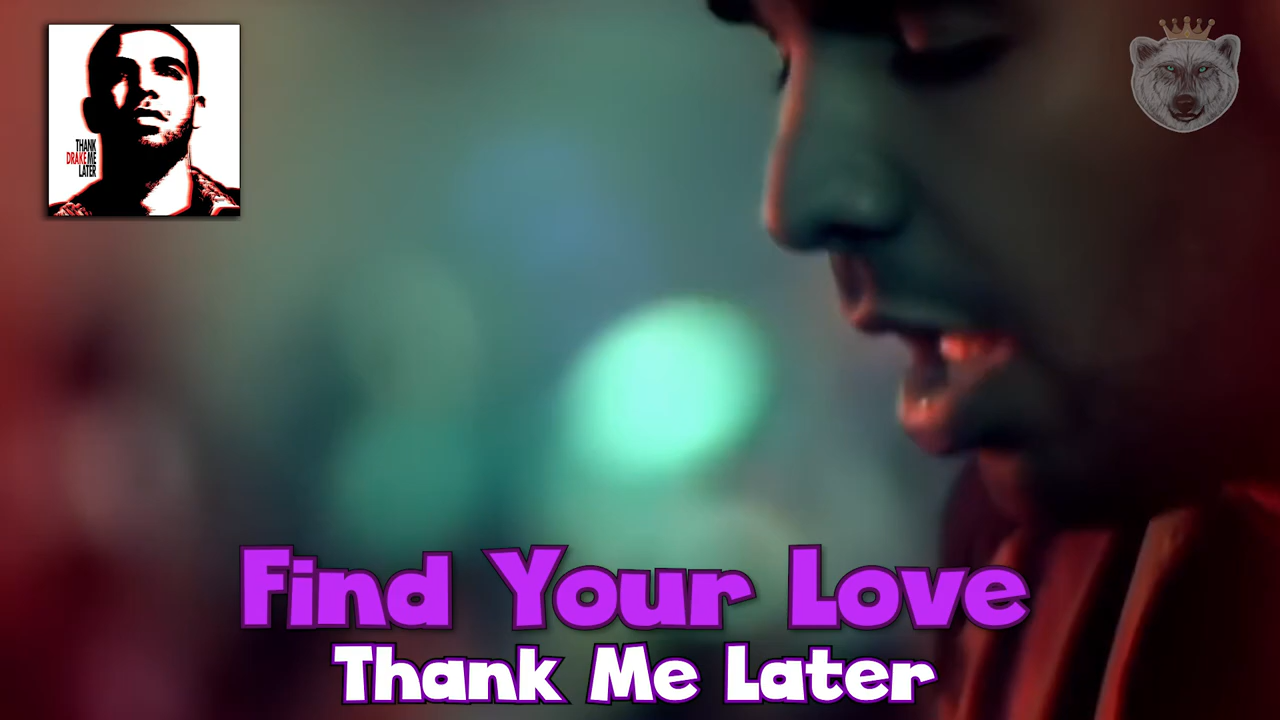 THANK
DRAKE ME
LATER
Find Your Love
Thank Me Later